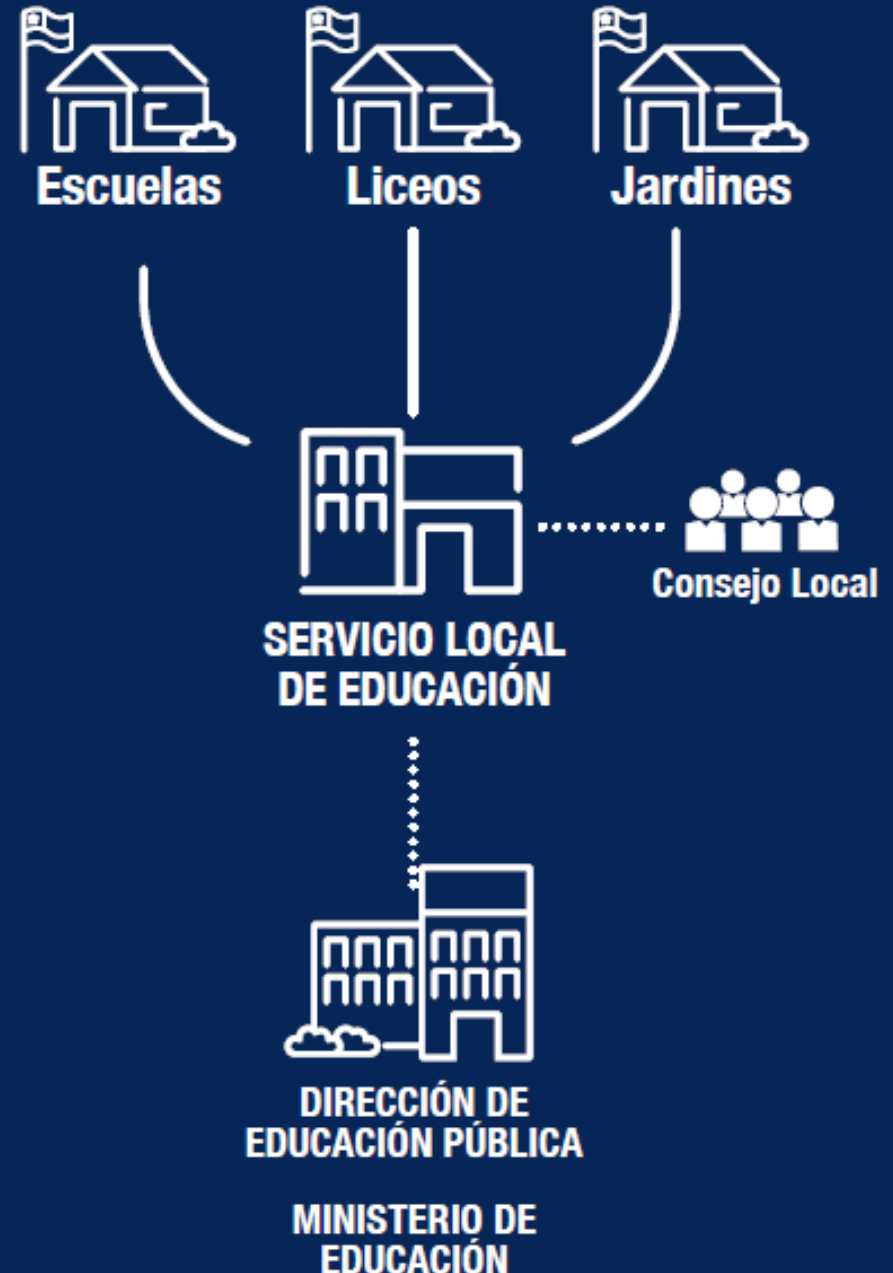 Escuelas
Liceos
Jardines
Consejo Local
SERVICIO LOCAL
DE EDUCACIÓN
DIRECCIÓN DE
EDUCACIÓN PÚBLICA
MINISTERIO DE
EDUCACIÓN